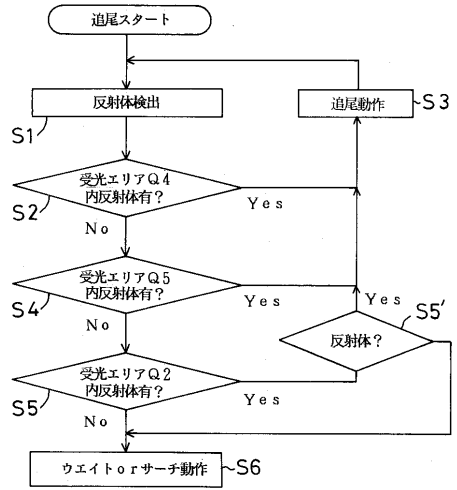 追尾スタート
反射体検出
S1
追尾動作
S3
受光エリアQ4
内反射体有?
S2
Yes
No
受光エリアQ5
内反射体有?
S4
Yes
No
Yes
S5'
反射体?
受光エリアQ2
内反射体有?
S5
Yes
No
ウエイトorサーチ動作
S6